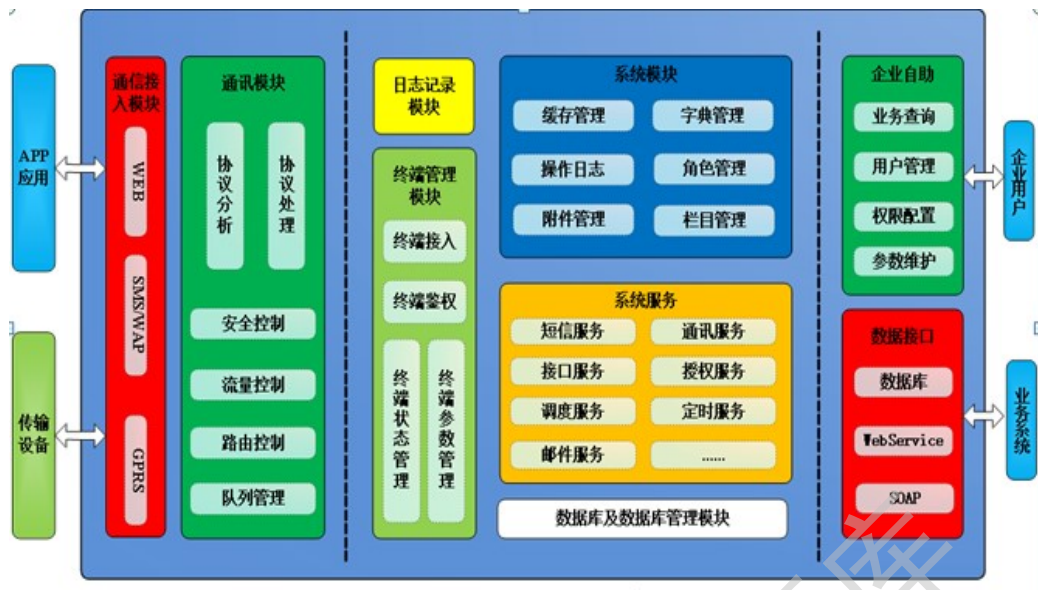 APP
应用
传输
设备
通信接
入模块
WEB
SMS/WAP
GPRS
通讯模块
协议分析
协议处理
安全控制
流量控制
路由控制
队列管理
日志记录
模块
终端管理
模块
终端接入
终端鉴权
终端状态管理
终端参数管理
系统模块
缓存管理
字典管理
操作日志
角色管理
附件管理
栏目管理
系统服务
短信服务
通讯服务
接口服务
授权服务
调度服务
定时服务
邮件服务
......
数据库及数据库管理模块
企业自助
业务查询
用户管理
权限配置
参数维护
数据接口
数据库
WebService
SOAP
企业用户
业务系统
库